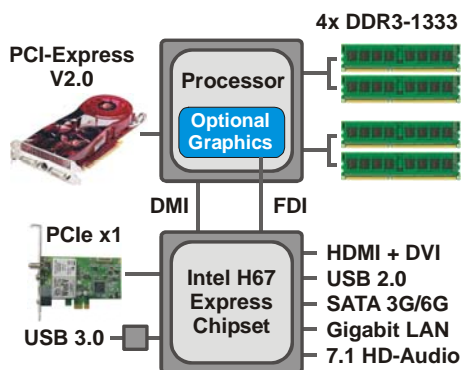 4x DDR3-1333
PCI-Express
V2.0
Processor
Optional
Graphics
DMI
FDI
PCIe x1
Intel H67
Express
Chipset
USB 3.0
HDMI + DVI
USB 2.0
SATA 3G/6G
Gigabit LAN
7.1 HD-Audio